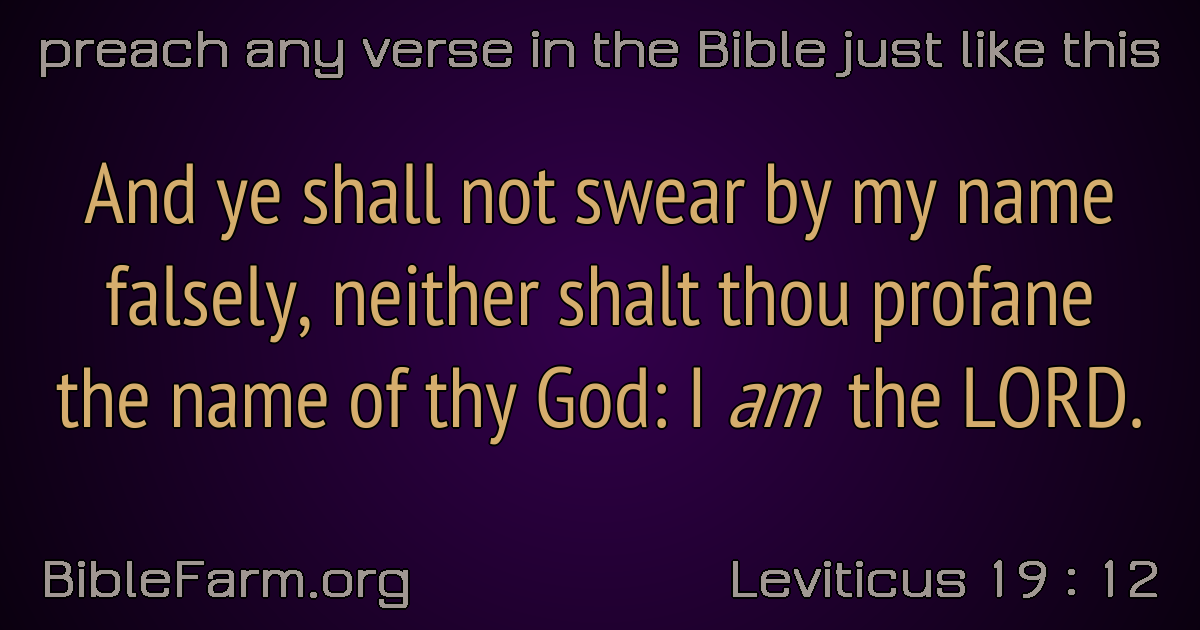 preach any verse in the Bible just like this
And ye shall not swear by my name
falsely, neither shalt thou profane
the name of thy God: I am the LORD.
BibleFarm.org
Leviticus 19 : 12